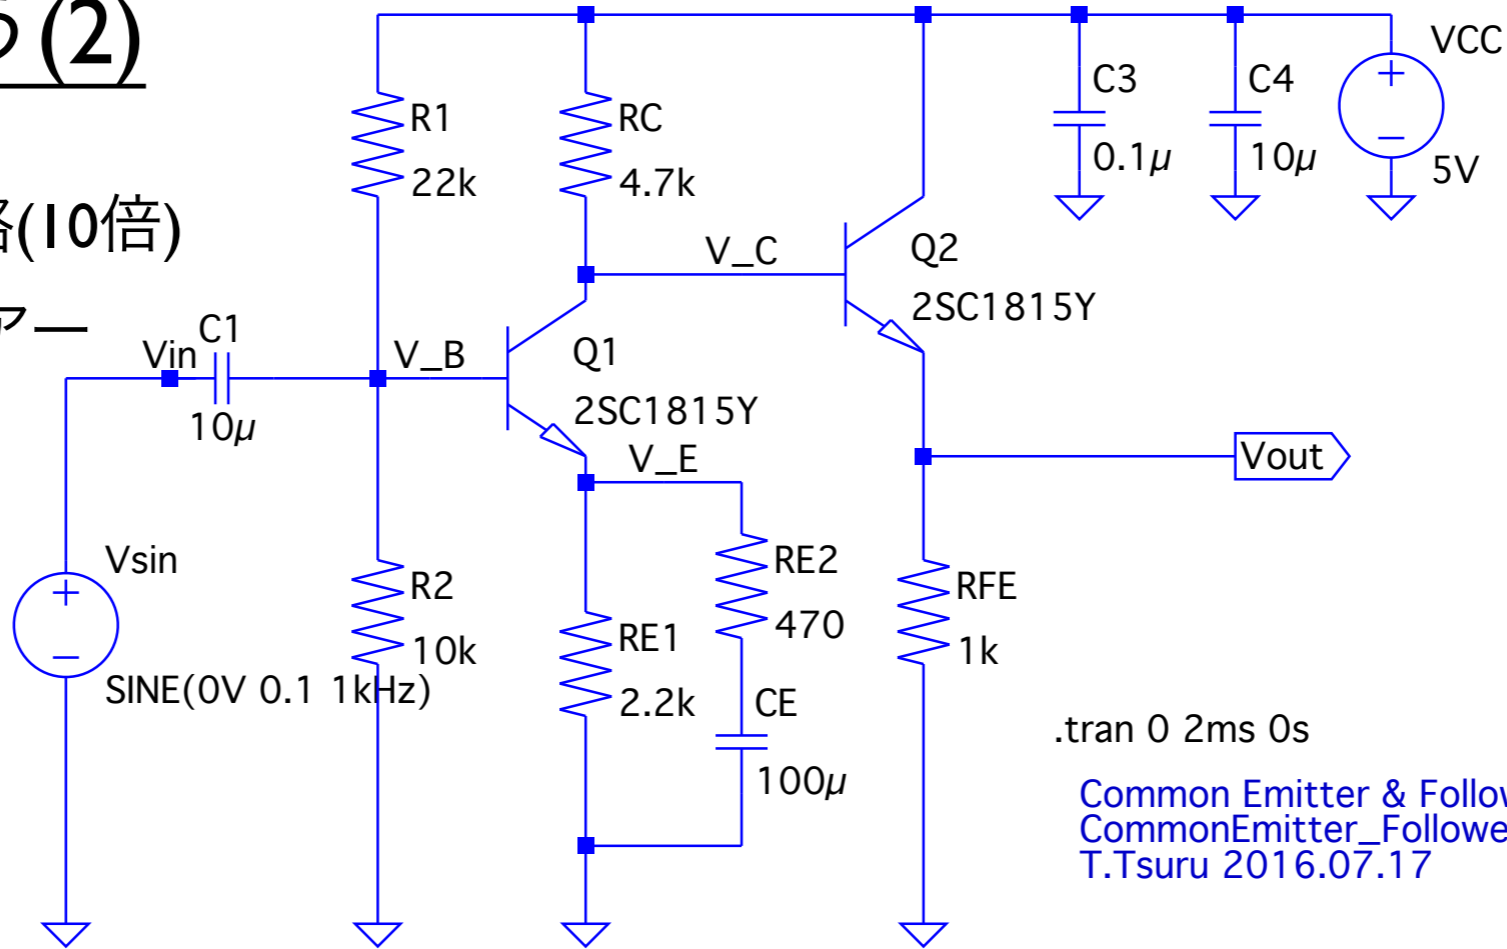 (2)
VCC
C3
C4
R1
RC
0.1µ
10µ
5V
22k
4.7k
(10倍)
V_C
Q2
2SC1815Y
アー
C1
Vin
V_B
Q1
10µ
2SC1815Y
V_E
Vout
Vsin
R2
RE2
RFE
10k
RE1
470
1k
SINE(0V 0.1 1kHz)
2.2k
CE
100µ
.tran 0 2ms 0s
Common Emitter & Follow
CommonEmitter_Followe
T.Tsuru 2016.07.17